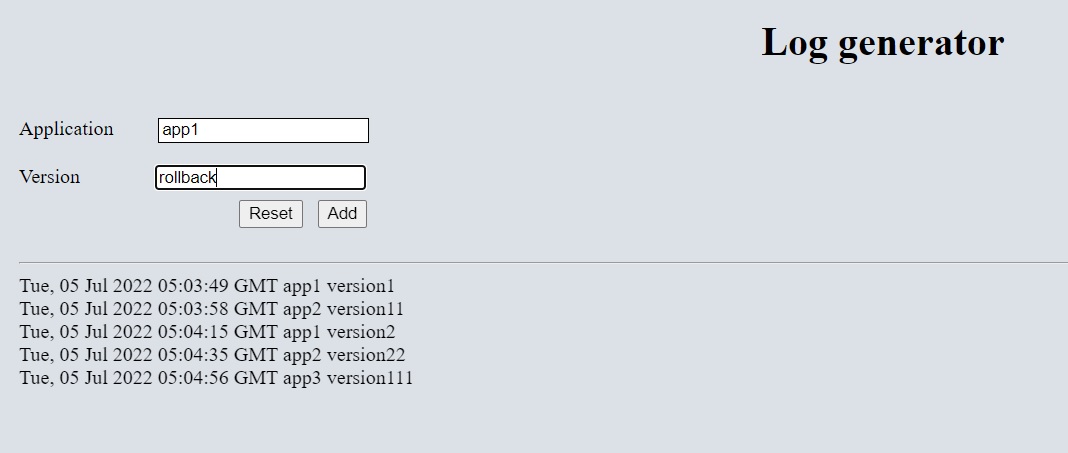 Log generator
Application app1
Version rollback
Reset Add
Tue, 05 Jul 2022 05:03:49 GMT app1 version1
Tue, 05 Jul 2022 05:03:58 GMT app2 version11
Tue, 05 Jul 2022 05:04:15 GMT app1 version2
Tue, 05 Jul 2022 05:04:35 GMT app2 version22
Tue, 05 Jul 2022 05:04:56 GMT app3 version111